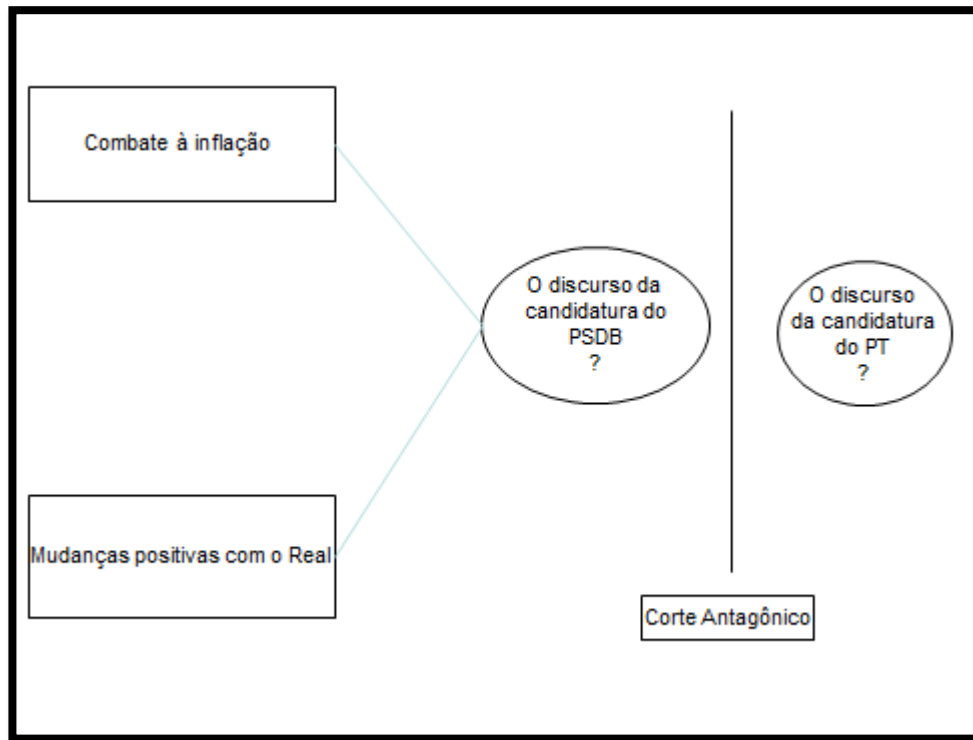 Combate à inflação
O discurso da
candidatura do
PSDB
?
O discurso
da candidatura
do PT
?
Mudanças positivas com o Real
Corte Antagônico